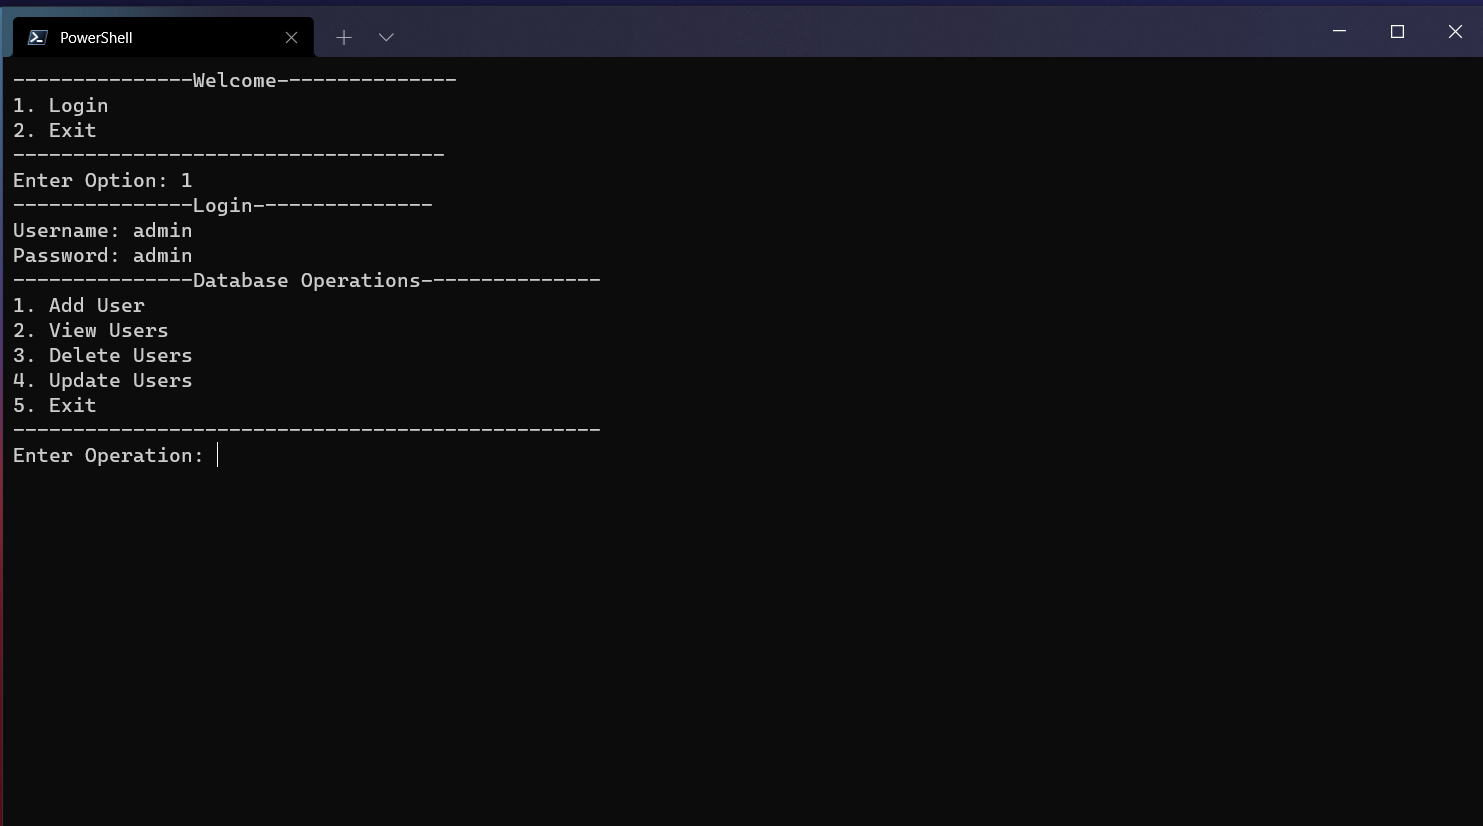 PowerShell
---------------Welcome---------------
1. Login
2. Exit
------------------------------------
Enter Option: 1
---------------Login---------------
Username: admin
Password: admin
---------------Database Operations---------------
1. Add User
2. View Users
3. Delete Users
4. Update Users
5. Exit
-------------------------------------------------
Enter Operation: